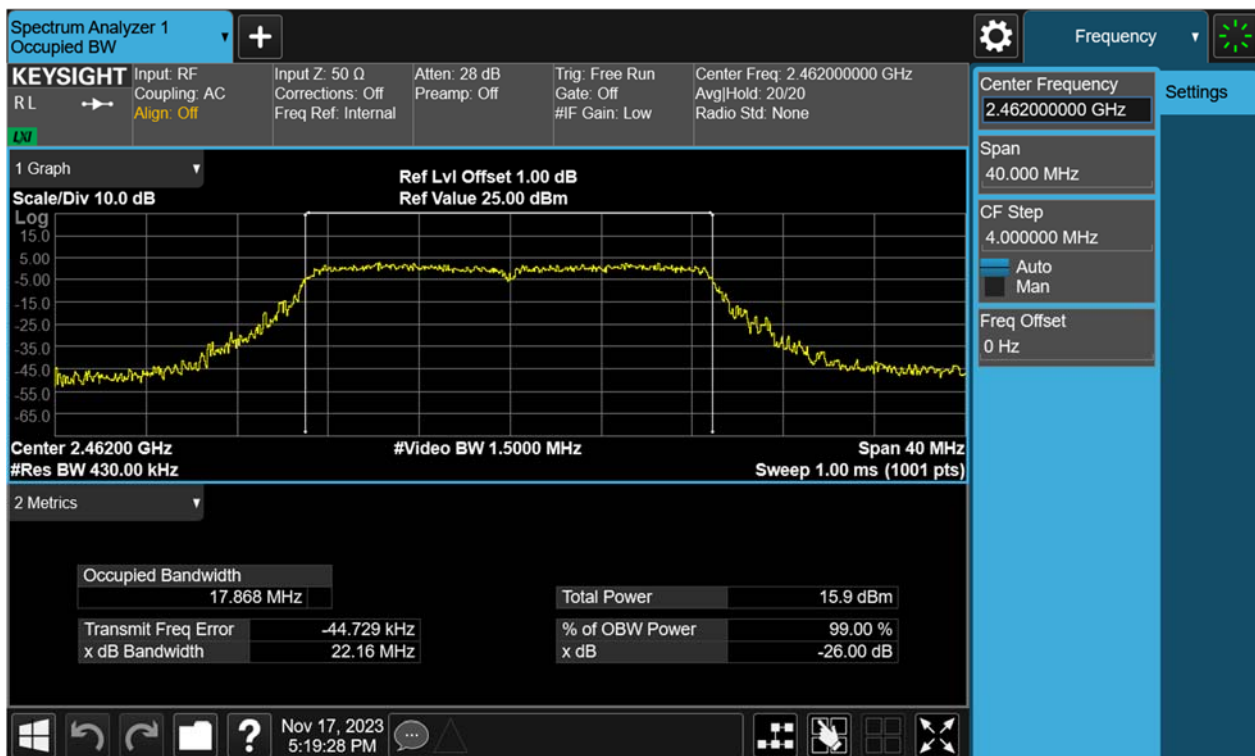 Spectrum Analyzer 1
Occupied BW
Frequency
KEYSIGHT
R L
LXI
Input: RF
Coupling: AC
Align: Off
Input Z: 50 Ω
Corrections: Off
Freq Ref: Internal
Atten: 28 dB
Preamp: Off
Trig: Free Run
Gate: Off
#IF Gain: Low
Center Freq: 2.462000000 GHz
Avg|Hold: 20/20
Radio Std: None
Center Frequency
2.462000000 GHz
Settings
Span
40.000 MHz
CF Step
4.000000 MHz
Auto
Man
Freq Offset
0 Hz
1 Graph
Scale/Div 10.0 dB
Ref Lvl Offset 1.00 dB
Ref Value 25.00 dBm
Log
15.0
5.00
-5.00
-15.0
-25.0
-35.0
-45.0
-55.0
-65.0
Center 2.46200 GHz
#Video BW 1.5000 MHz
Span 40 MHz
#Res BW 430.00 kHz
Sweep 1.00 ms (1001 pts)
2 Metrics
Occupied Bandwidth
17.868 MHz
Total Power 15.9 dBm
Transmit Freq Error -44.729 kHz
% of OBW Power 99.00 %
x dB Bandwidth 22.16 MHz
x dB -26.00 dB
Nov 17, 2023
5:19:28 PM